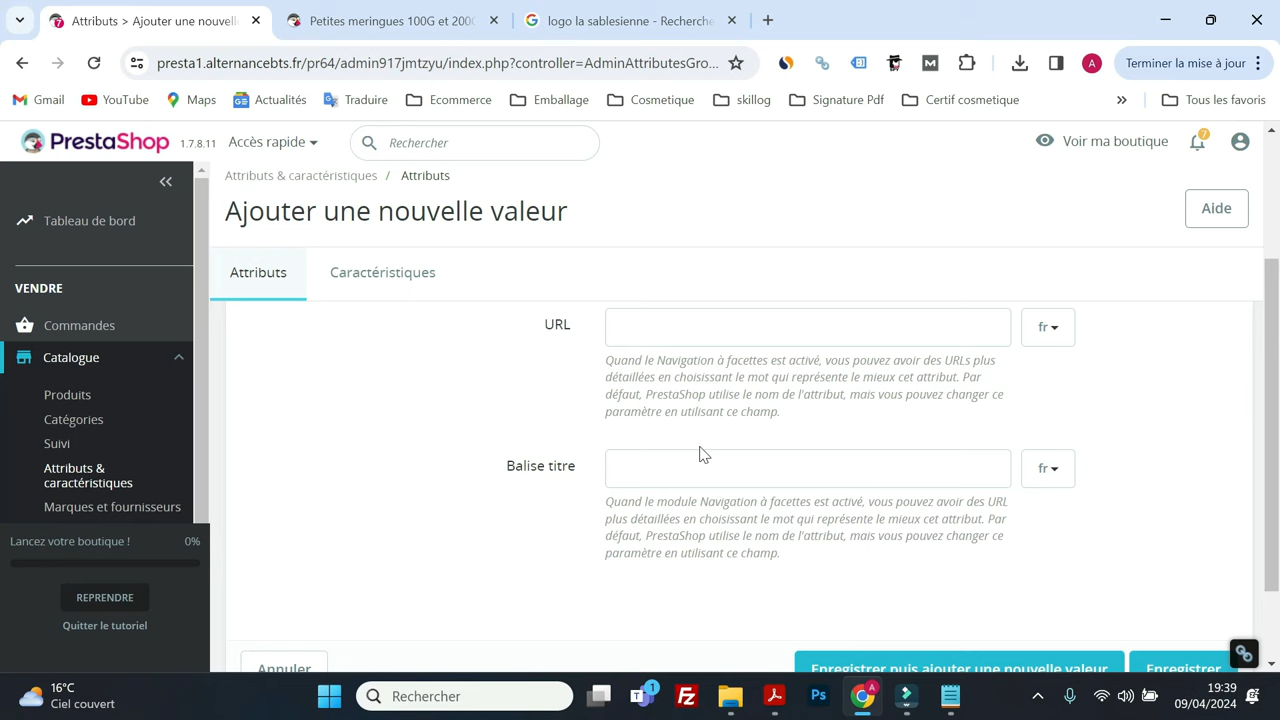 Attributs > Ajouter une nouvelle
Petites meringues 100G et 200G
logo la sablesienne - Recherche
presta1.alternancebts.fr/pr64/admin917jmtzyu/index.php?controller=AdminAttributesGro...
Terminer la mise à jour
Gmail
YouTube
Maps
Actualités
Traduire
Ecommerce
Emballage
Cosmetique
skillog
Signature Pdf
Certif cosmetique
Tous les favoris
PrestaShop
1.7.8.11
Accès rapide
Rechercher
Voir ma boutique
7
Attributs & caractéristiques / Attributs
Ajouter une nouvelle valeur
Aide
Attributs
Caractéristiques
Tableau de bord
VENDRE
Commandes
Catalogue
Produits
Catégories
Suivi
Attributs &
caractéristiques
Marques et fournisseurs
Lancez votre boutique !
0%
REPRENDRE
Quitter le tutoriel
URL
fr
Quand le Navigation à facettes est activé, vous pouvez avoir des URLs plus
détaillées en choisissant le mot qui représente le mieux cet attribut. Par
défaut, PrestaShop utilise le nom de l'attribut, mais vous pouvez changer ce
paramètre en utilisant ce champ.
Balise titre
fr
Quand le module Navigation à facettes est activé, vous pouvez avoir des URL
plus détaillées en choisissant le mot qui représente le mieux cet attribut. Par
défaut, PrestaShop utilise le nom de l'attribut, mais vous pouvez changer ce
paramètre en utilisant ce champ.
Annuler
Enregistrer puis ajouter une nouvelle valeur
Enregistrer
16°C
Ciel couvert
Rechercher
19:39
09/04/2024